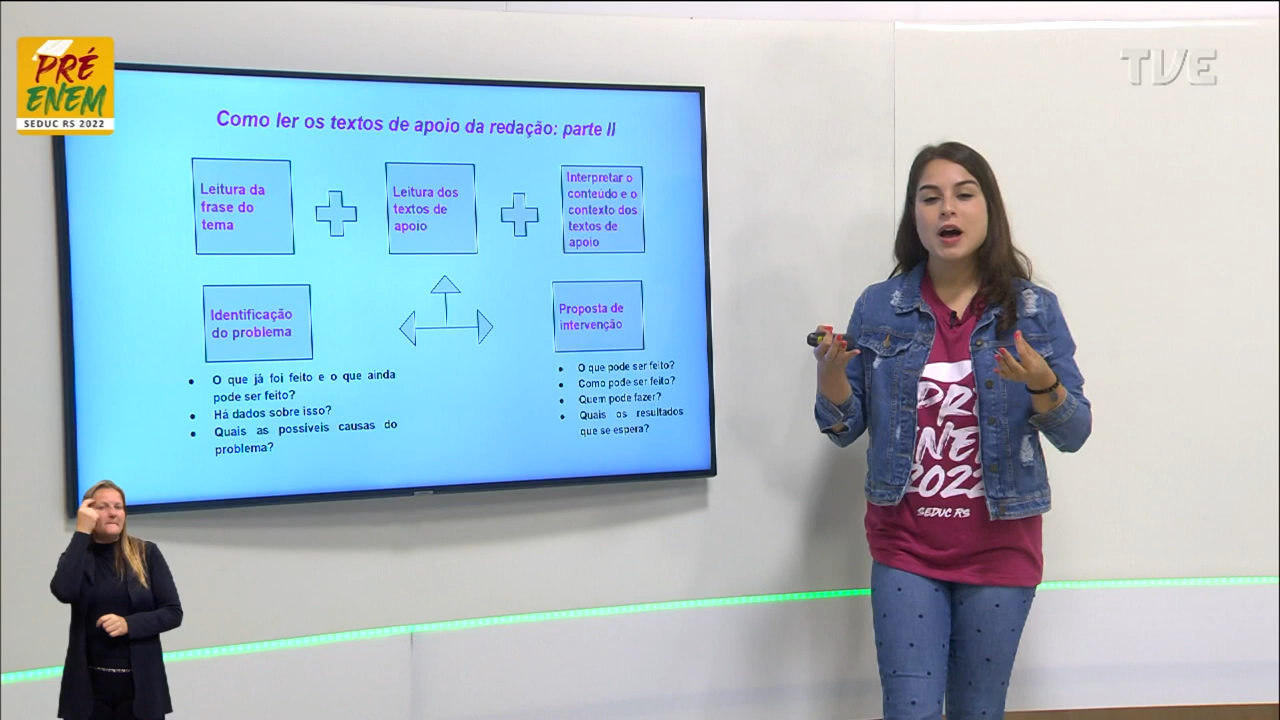 PRÉ
ENEM
SEDUC RS 2022
TVE
Como ler os textos de apoio da redação: parte II
Leitura da
frase do
tema
Leitura dos
textos de
apoio
Interpretar o
conteúdo e o
contexto dos
textos de
apoio
Identificação
do problema
Proposta de
intervenção
• O que já foi feito e o que ainda
pode ser feito?
• Há dados sobre isso?
• Quais as possíveis causas do
problema?
• O que pode ser feito?
• Como pode ser feito?
• Quem pode fazer?
• Quais os resultados
que se espera?
PRÉ
ENEM
2022
SEDUC RS